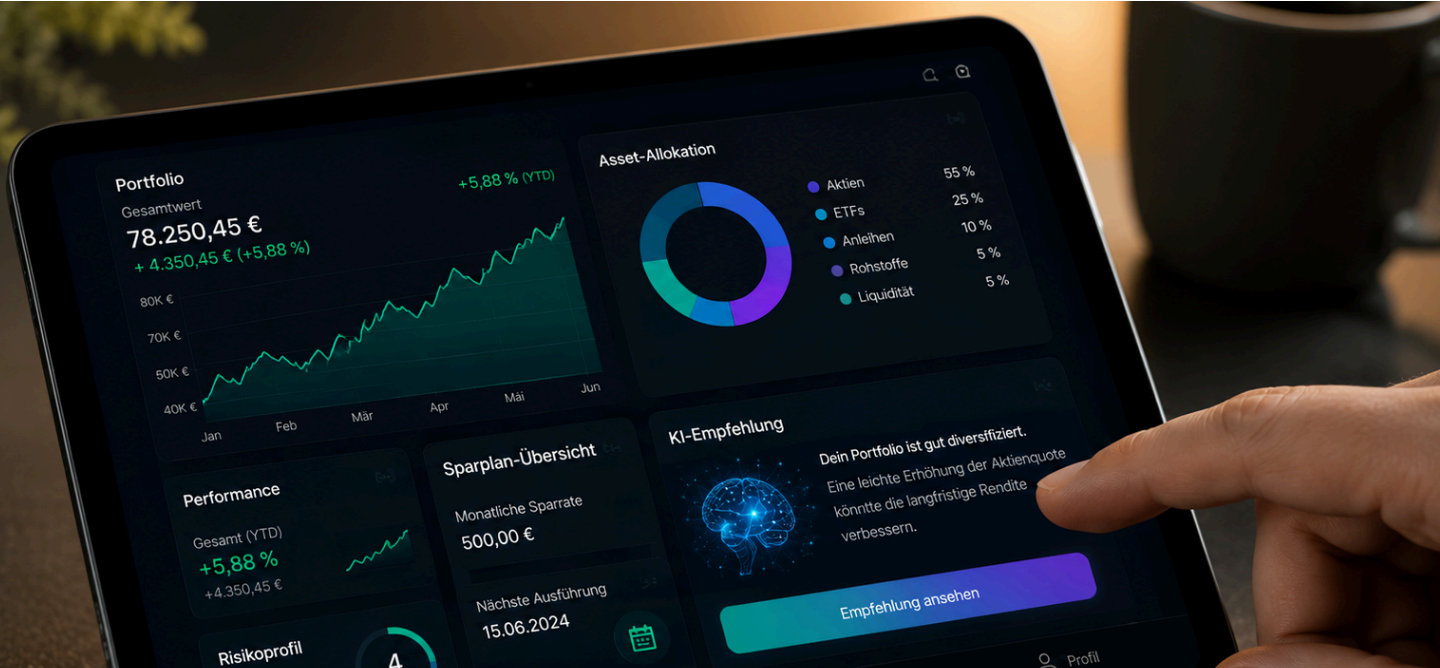 Portfolio
Gesamtwert
78.250,45 €
+ 4.350,45 € (+5,88 %)
+5,88 % (YTD)
80K €
70K €
50K €
40K €
Jan
Feb
Mär
Apr
Mai
Jun
Asset-Allokation
Aktien 55 %
ETFs 25 %
Anleihen 10 %
Rohstoffe 5 %
Liquidität 5 %
Performance
Gesamt (YTD)
+5,88 %
+4.350,45 €
Sparplan-Übersicht
Monatliche Sparrate
500,00 €
Nächste Ausführung
15.06.2024
KI-Empfehlung
Dein Portfolio ist gut diversifiziert.
Eine leichte Erhöhung der Aktienquote
könnte die langfristige Rendite
verbessern.
Empfehlung ansehen
Risikoprofil
4
Profil